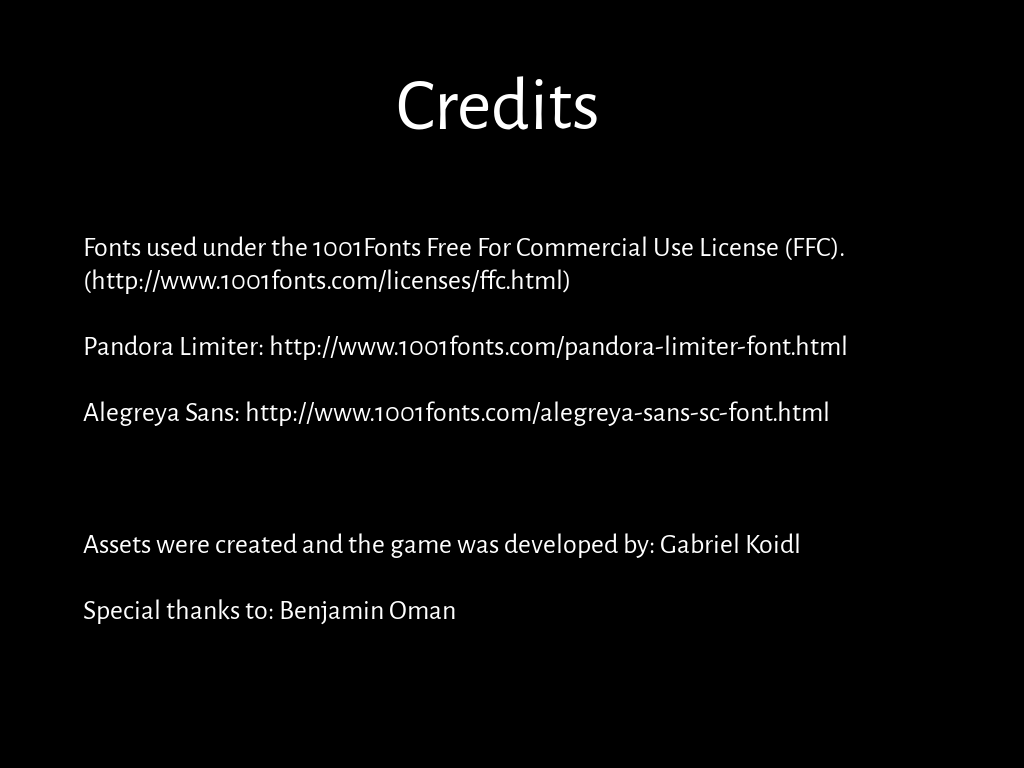 Credits
Fonts used under the 1001Fonts Free For Commercial Use License (FFC).
(http://www.1001fonts.com/licenses/ffc.html)
Pandora Limiter: http://www.1001fonts.com/pandora-limiter-font.html
Alegreya Sans: http://www.1001fonts.com/alegreya-sans-sc-font.html
Assets were created and the game was developed by: Gabriel Koidl
Special thanks to: Benjamin Oman